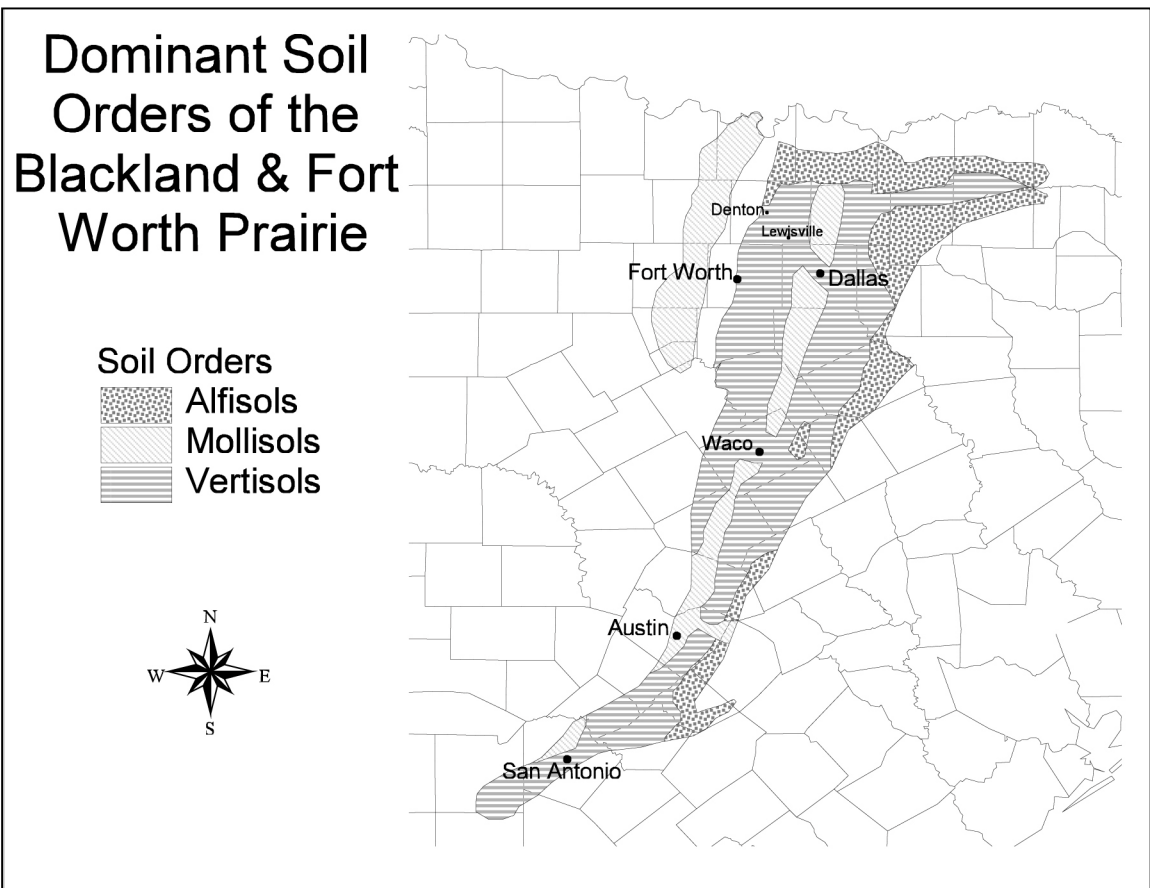 Dominant Soil
Orders of the
Blackland & Fort
Worth Prairie
Soil Orders
Alfisols
Mollisols
Vertisols
N
W
E
S
Denton
Lewisville
Fort Worth
Dallas
Waco
Austin
San Antonio